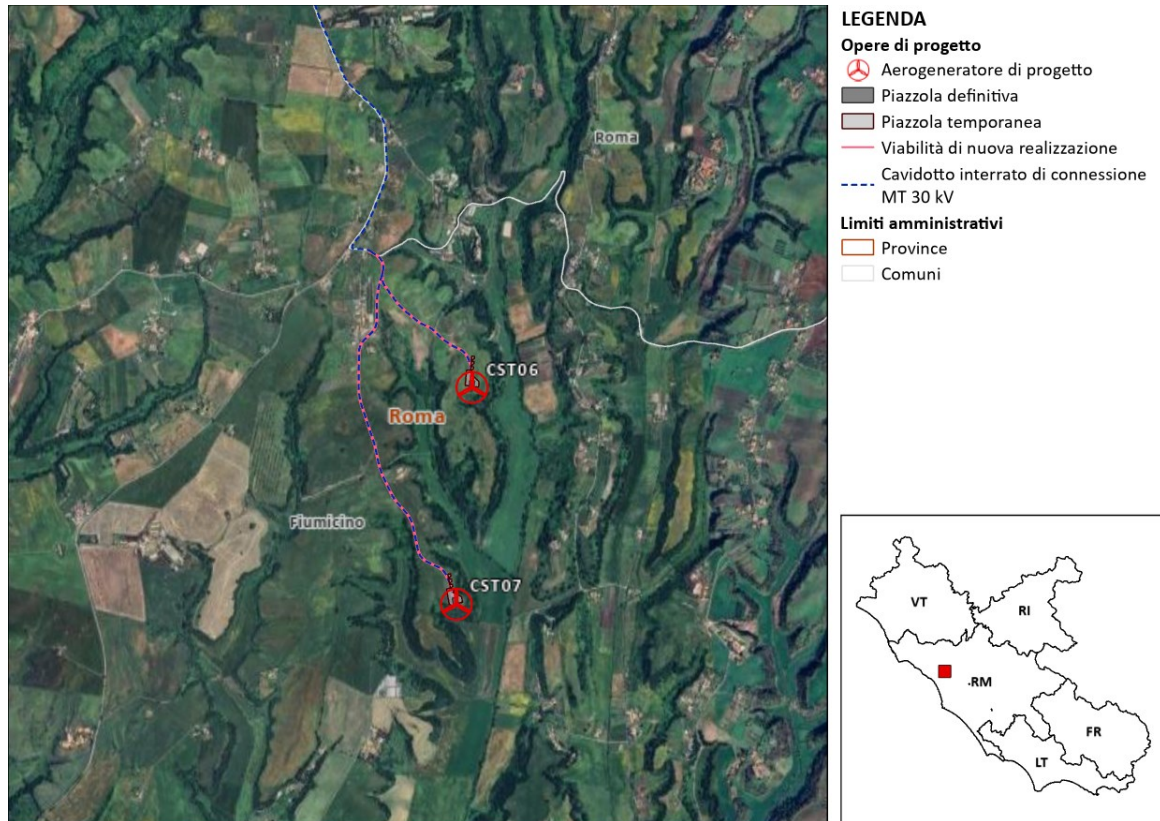 Roma
CST06
Roma
Fiumicino
CST07
LEGENDA
Opere di progetto
Aerogeneratore di progetto
Piazzola definitiva
Piazzola temporanea
Viabilità di nuova realizzazione
Cavidotto interrato di connessione
MT 30 kV
Limiti amministrativi
Province
Comuni
VT
RI
RM
FR
LT